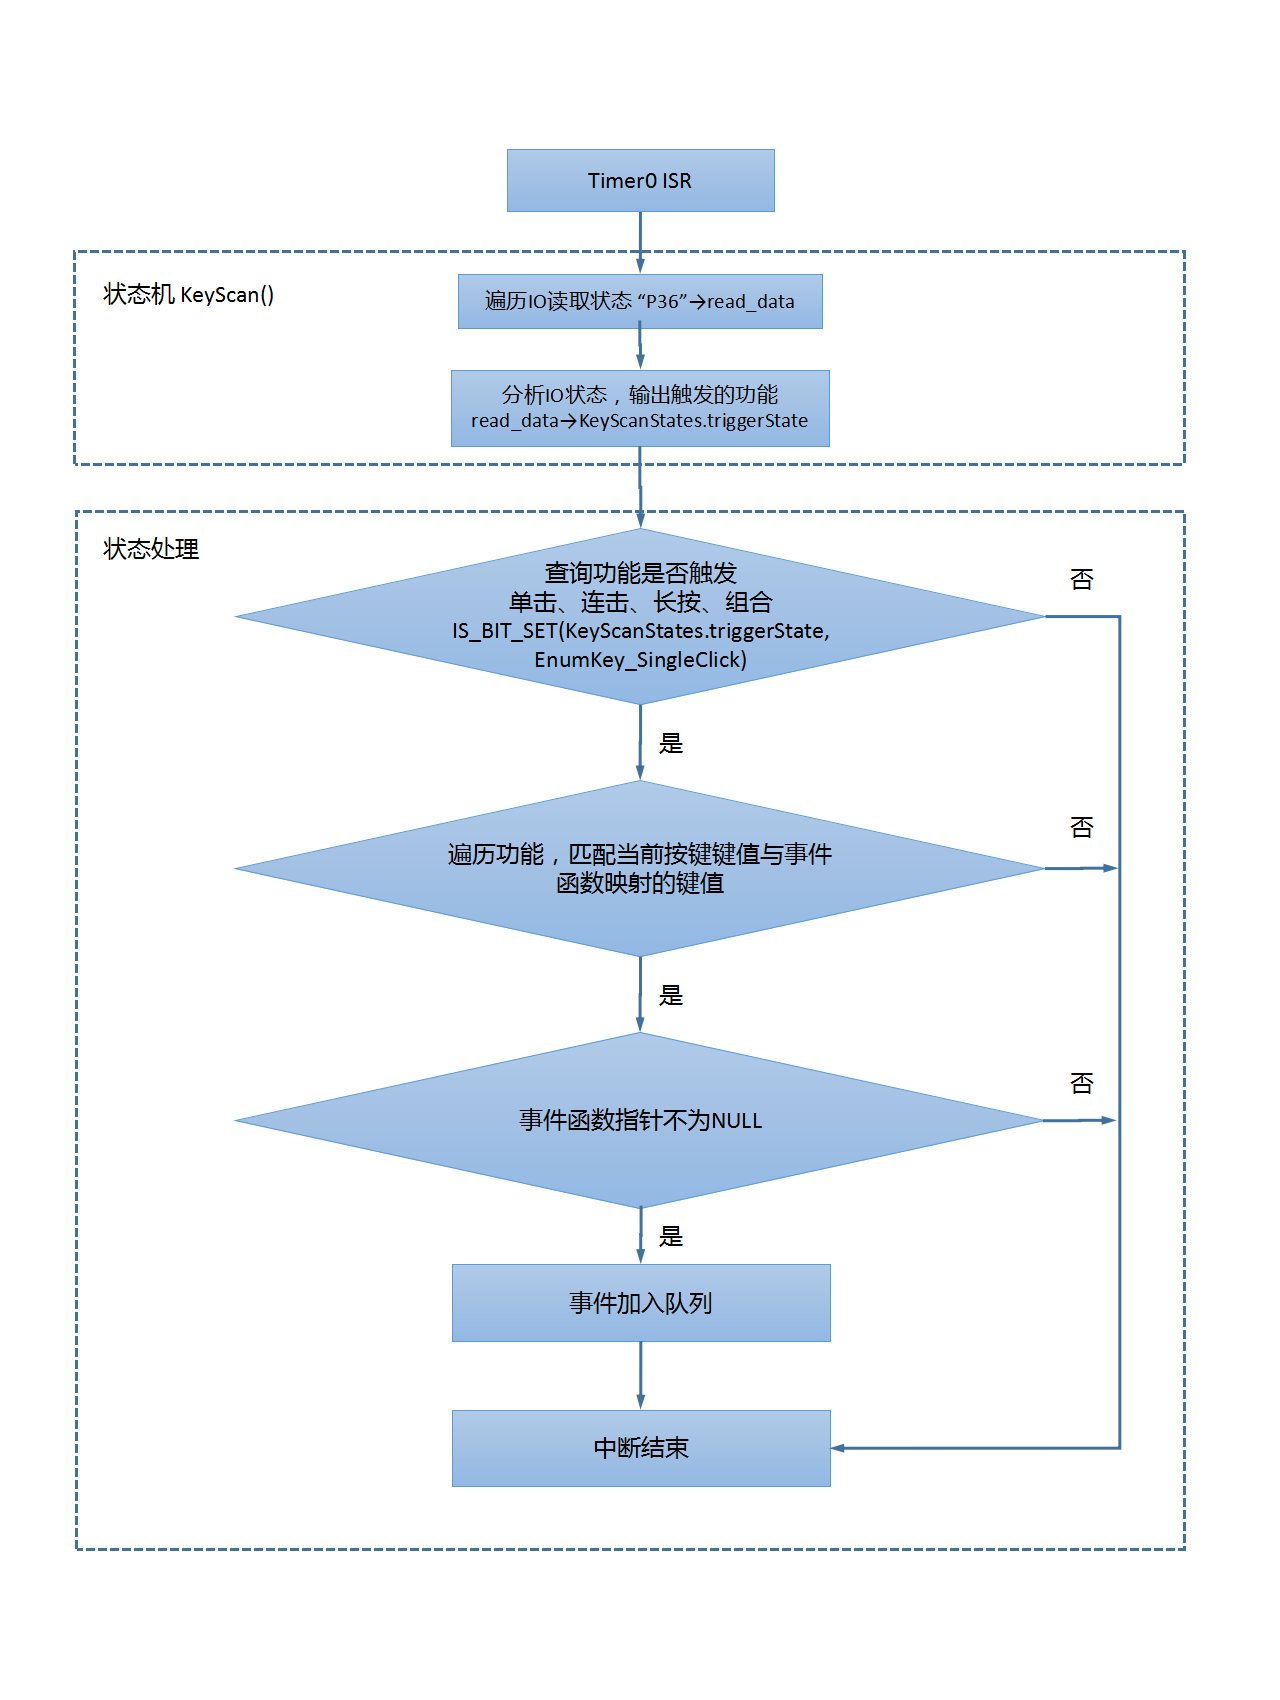 Timer0 ISR
状态机 KeyScan()
遍历IO读取状态 “P36”→read_data
分析IO状态，输出触发的功能
read_data→KeyScanStates.triggerState
状态处理
查询功能是否触发
单击、连击、长按、组合
IS_BIT_SET(KeyScanStates.triggerState,
EnumKey_SingleClick)
否
是
遍历功能，匹配当前按键键值与事件
函数映射的键值
否
是
事件函数指针不为NULL
否
是
事件加入队列
中断结束